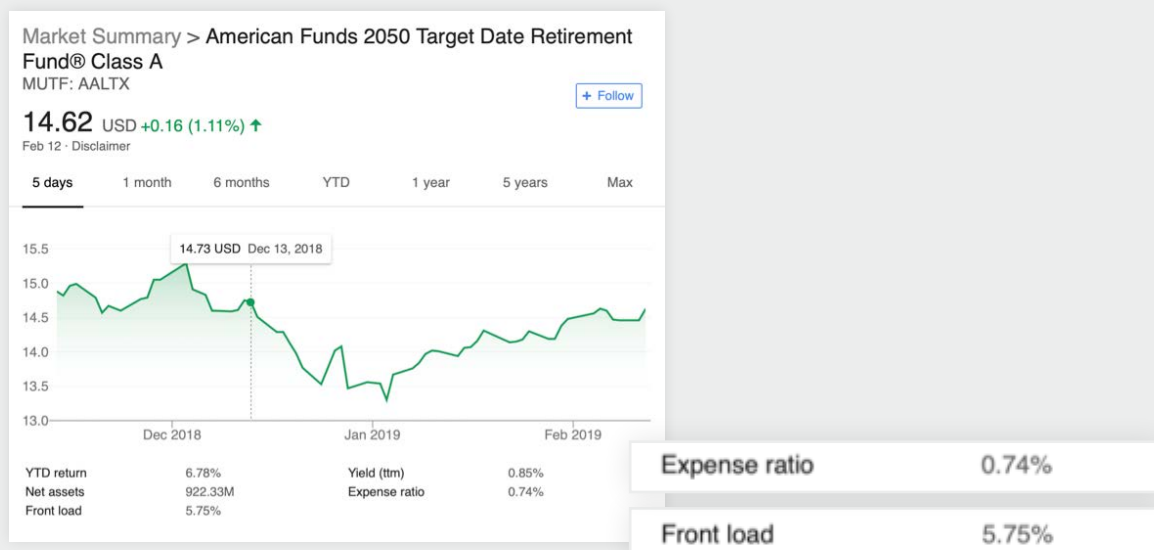 Market Summary > American Funds 2050 Target Date Retirement
Fund® Class A
MUTF: AALTX
+ Follow
14.62 USD +0.16 (1.11%) ↑
Feb 12 · Disclaimer
5 days 1 month 6 months YTD 1 year 5 years Max
14.73 USD Dec 13, 2018
15.5
15.0
14.5
14.0
13.5
13.0
Dec 2018 Jan 2019 Feb 2019
YTD return 6.78% Yield (ttm) 0.85%
Net assets 922.33M Expense ratio 0.74%
Front load 5.75%
Expense ratio 0.74%
Front load 5.75%